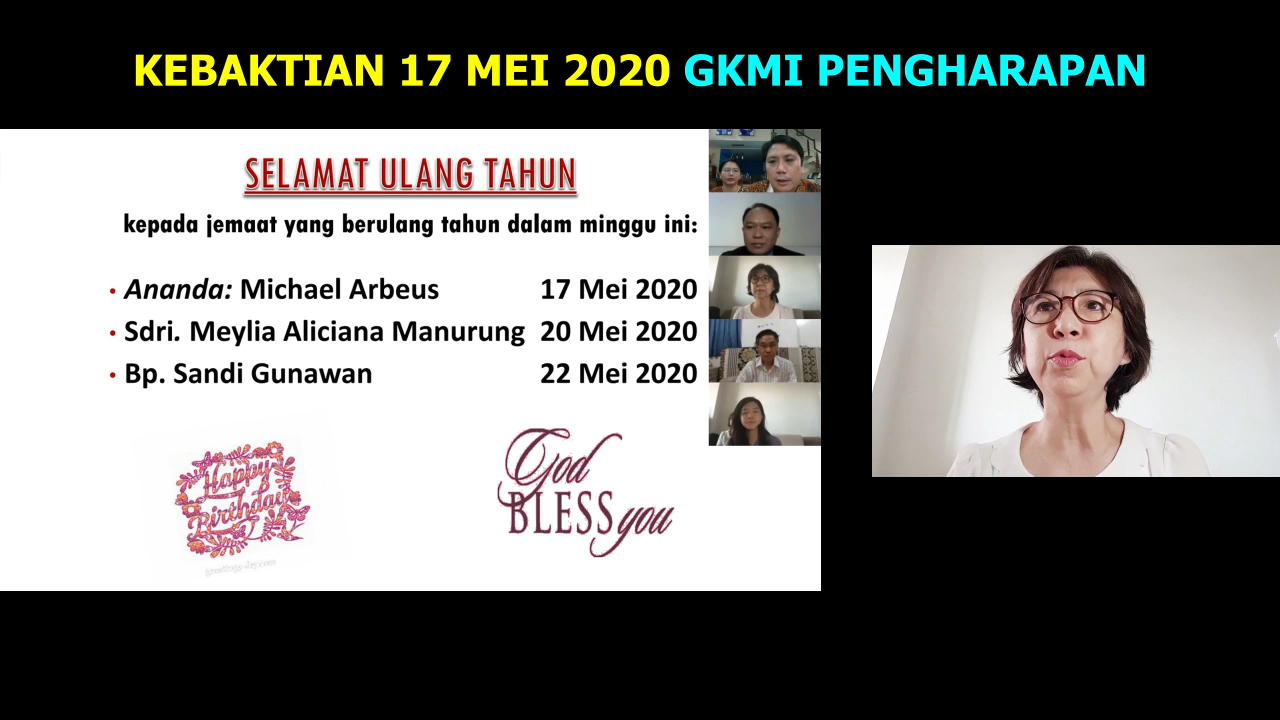 KEBAKTIAN 17 MEI 2020 GKMI PENGHARAPAN
SELAMAT ULANG TAHUN
kepada jemaat yang berulang tahun dalam minggu ini:
• Ananda: Michael Arbeus 17 Mei 2020
• Sdri. Meylia Aliciana Manurung 20 Mei 2020
• Bp. Sandi Gunawan 22 Mei 2020
Happy
Birthday
God
BLESS you